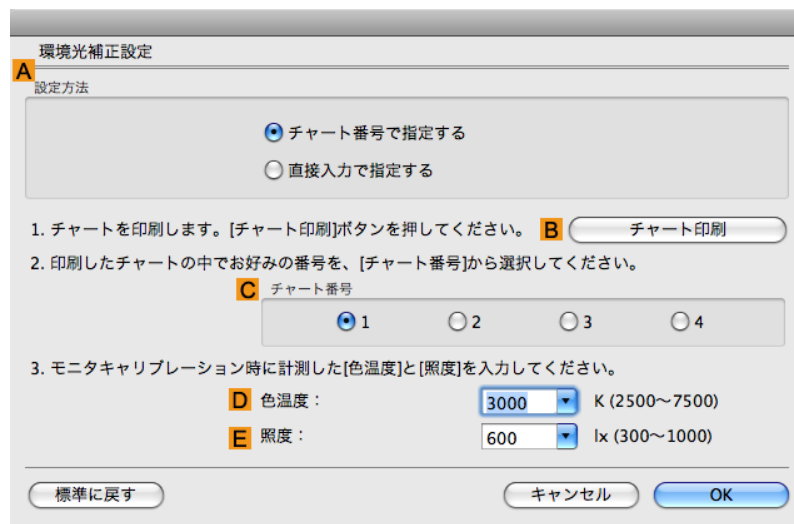 環境光補正設定
A
設定方法
チャート番号で指定する
直接入力で指定する
1. チャートを印刷します。[チャート印刷]ボタンを押してください。 B チャート印刷
2. 印刷したチャートの中でお好みの番号を、[チャート番号]から選択してください。
C チャート番号
1 2 3 4
3. モニタキャリブレーション時に計測した[色温度]と[照度]を入力してください。
D 色温度： 3000 K (2500～7500)
E 照度： 600 lx (300～1000)
標準に戻す キャンセル OK